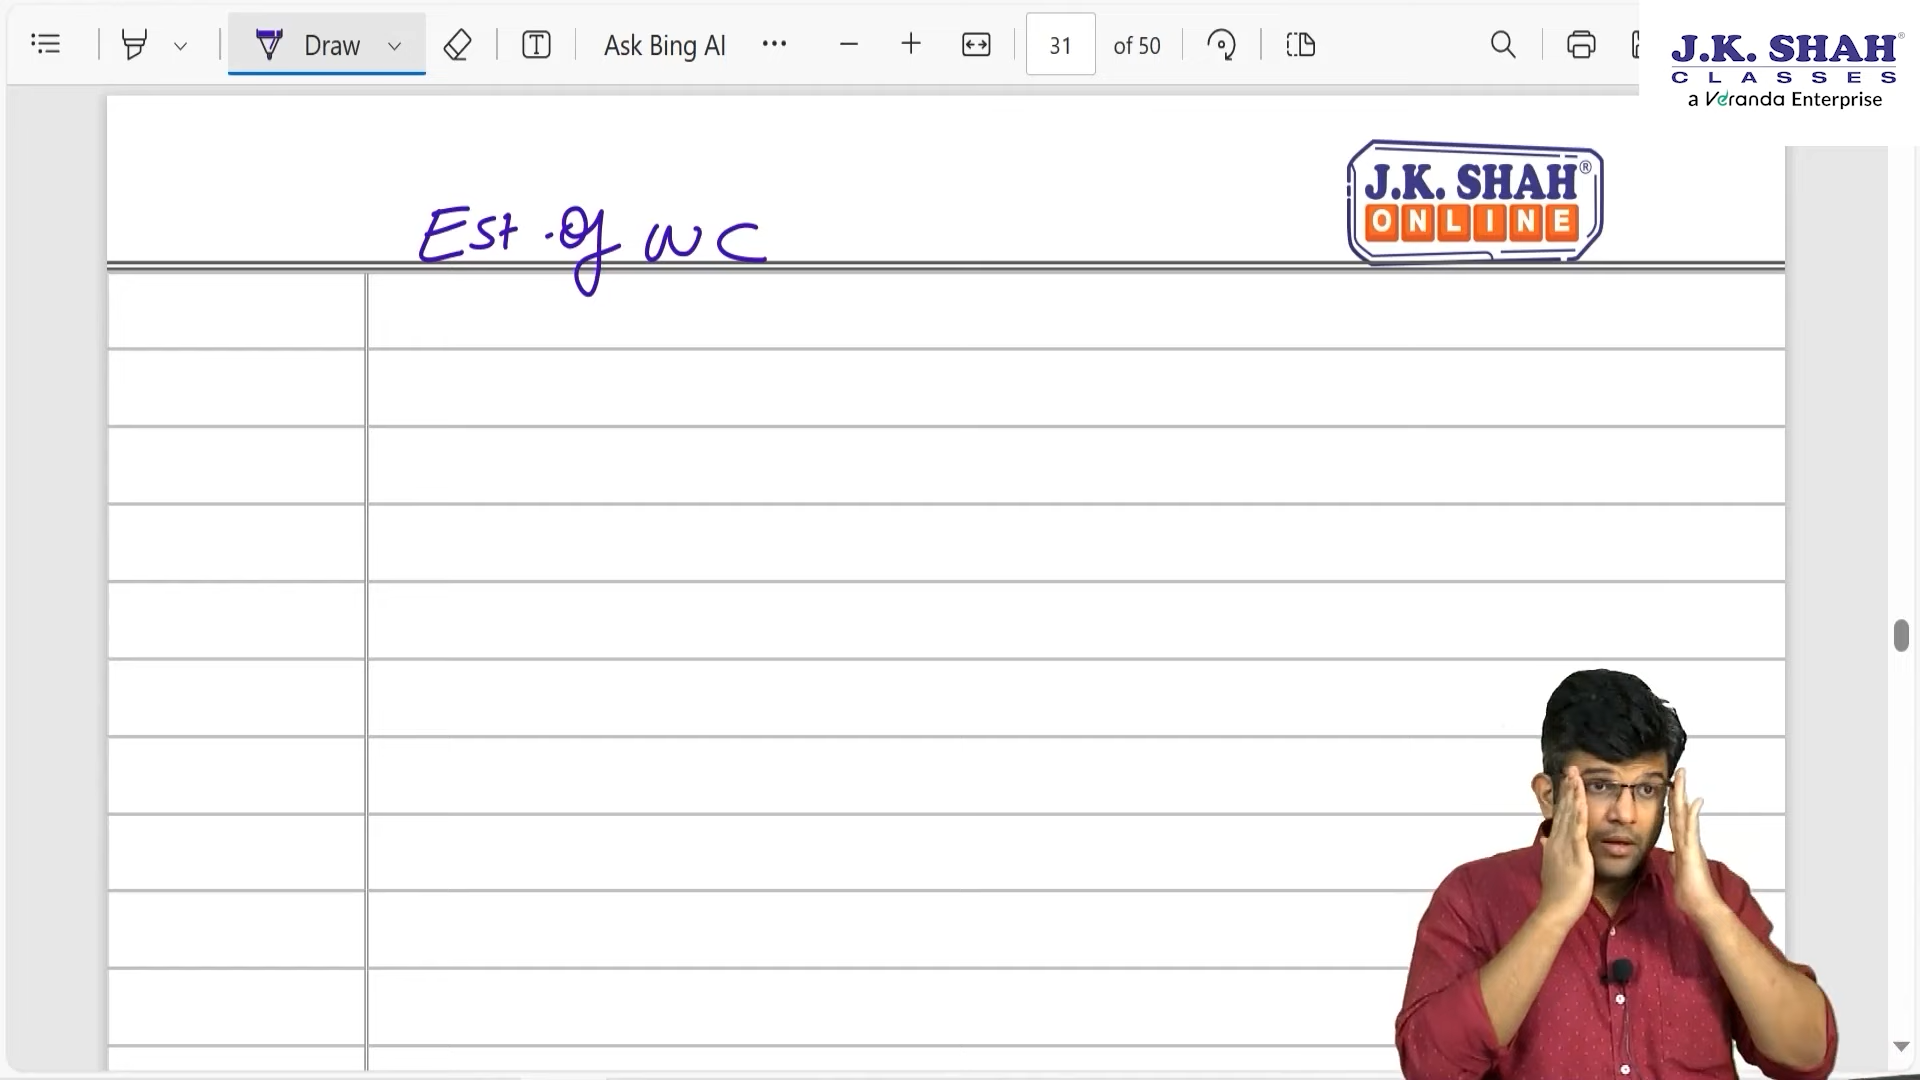 Draw
Ask Bing AI
31
of 50
J.K. SHAH®
CLASSES
a Veranda Enterprise
J.K. SHAH®
ONLINE
Est. of WC